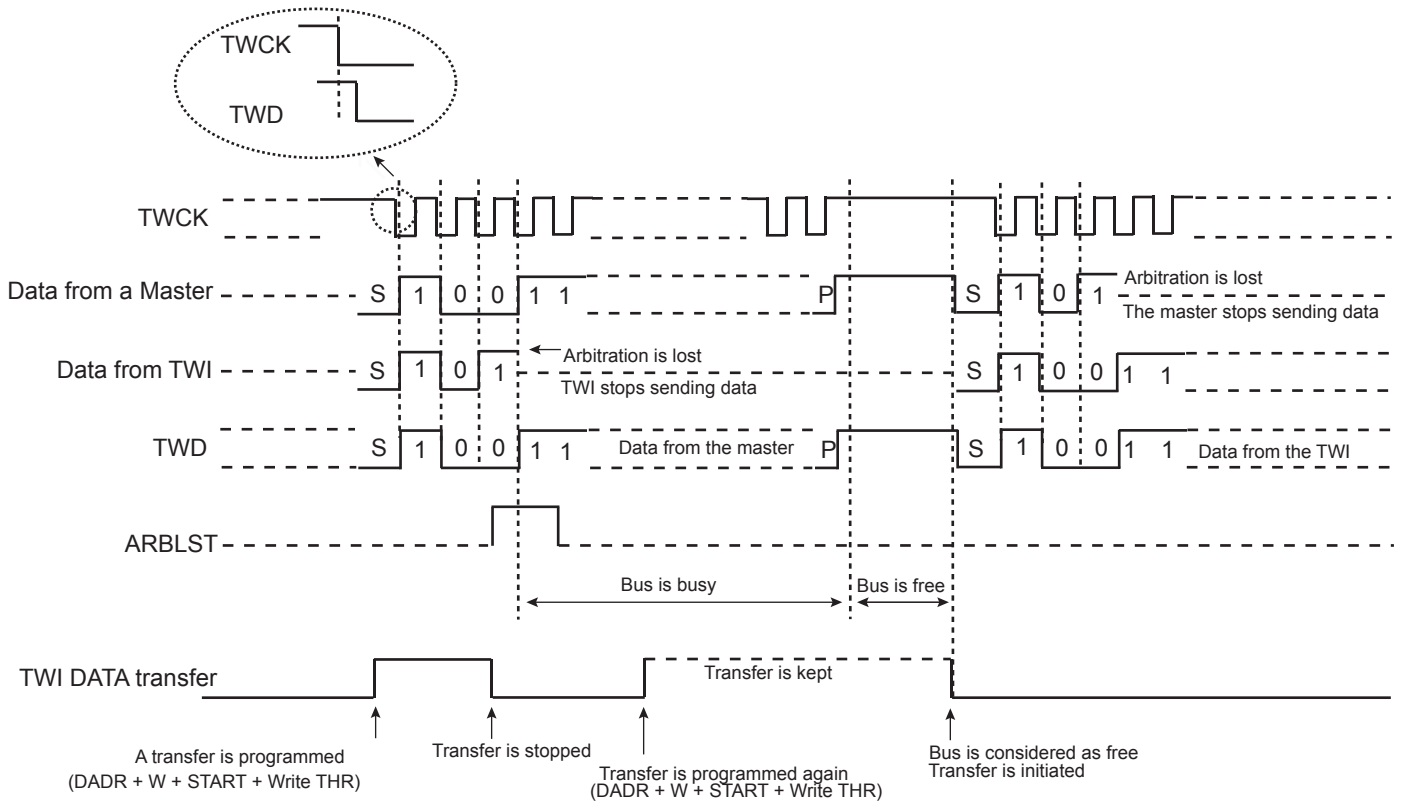 TWCK
TWD
TWCK
Data from a Master S 1 0 0 1 1 P S 1 0 1 Arbitration is lost
The master stops sending data
Data from TWI S 1 0 1 Arbitration is lost
TWI stops sending data
S 1 0 0 1 1
TWD S 1 0 0 1 1 Data from the master P S 1 0 0 1 1 Data from the TWI
ARBLST
Bus is busy Bus is free
TWI DATA transfer Transfer is kept
A transfer is programmed
(DADR + W + START + Write THR)
Transfer is stopped
Transfer is programmed again
(DADR + W + START + Write THR)
Bus is considered as free
Transfer is initiated